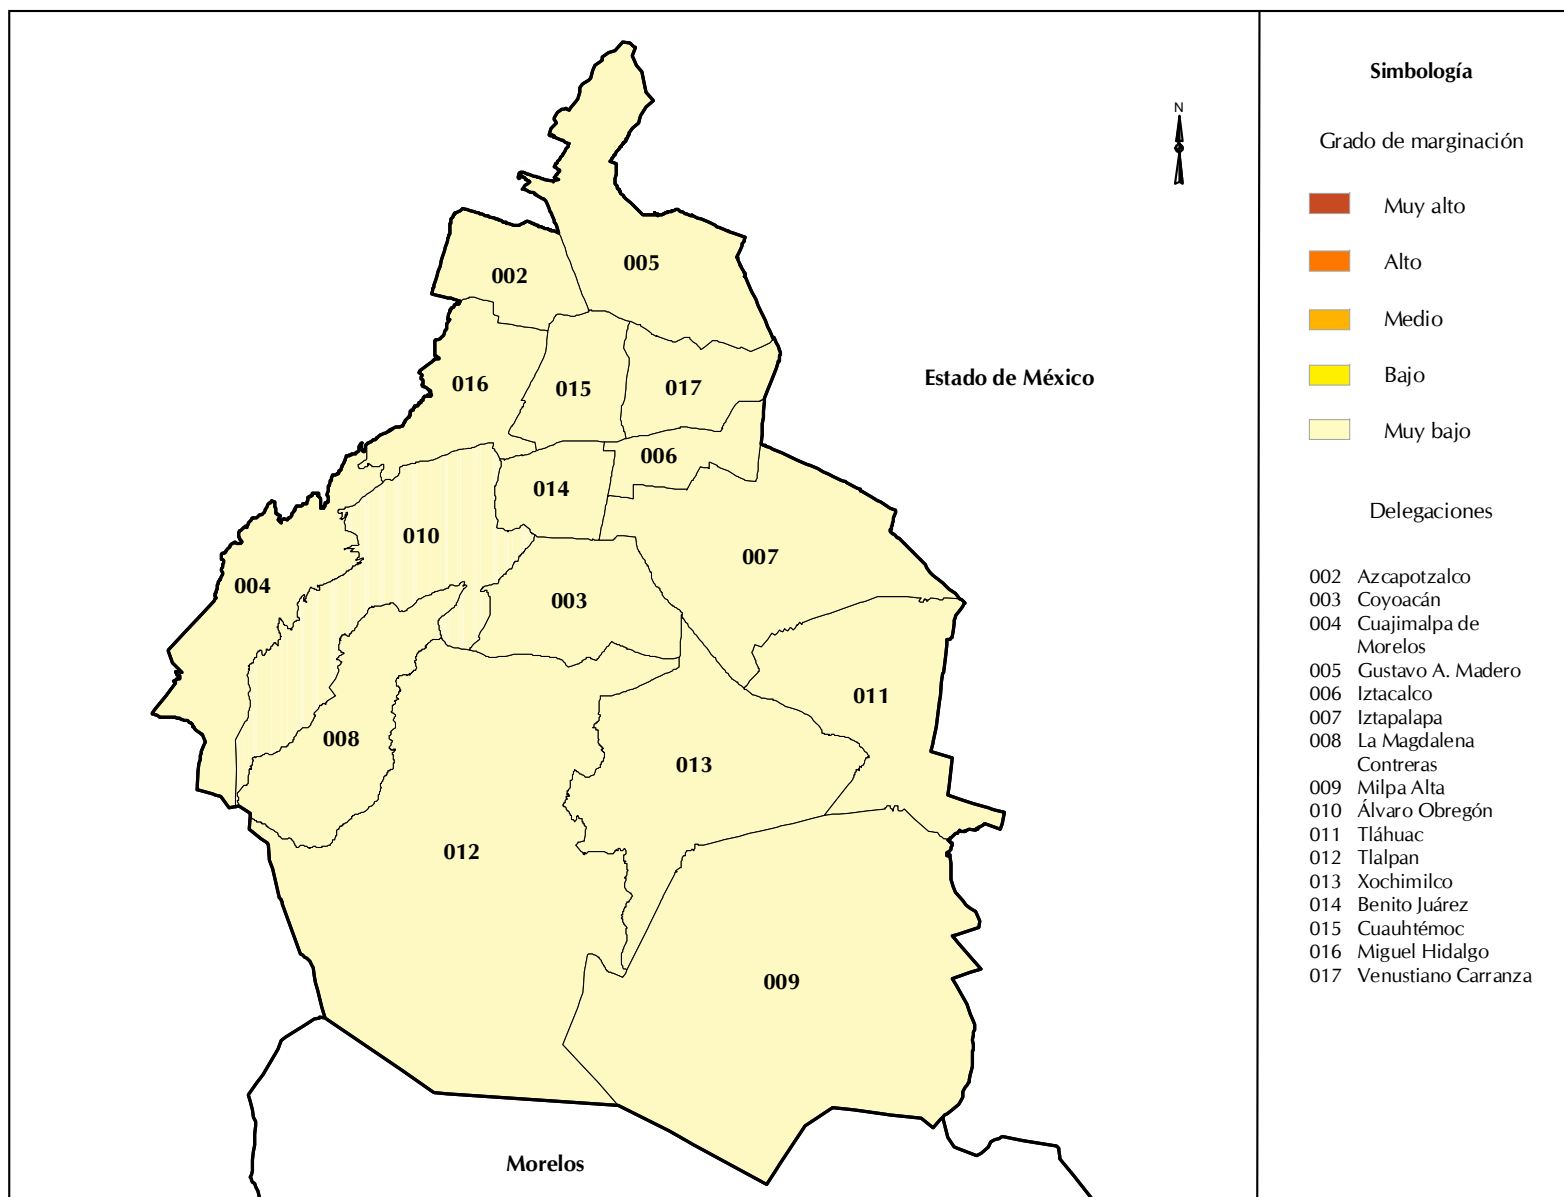 Simbología
N
Grado de marginación
Muy alto
Alto
Medio
Bajo
Muy bajo
Delegaciones
002 Azcapotzalco
003 Coyoacán
004 Cuajimalpa de
Morelos
005 Gustavo A. Madero
006 Iztacalco
007 Iztapalapa
008 La Magdalena
Contreras
009 Milpa Alta
010 Álvaro Obregón
011 Tláhuac
012 Tlalpan
013 Xochimilco
014 Benito Juárez
015 Cuauhtémoc
016 Miguel Hidalgo
017 Venustiano Carranza
005
002
Estado de México
016
015
017
006
014
010
007
004
003
011
008
013
012
009
Morelos